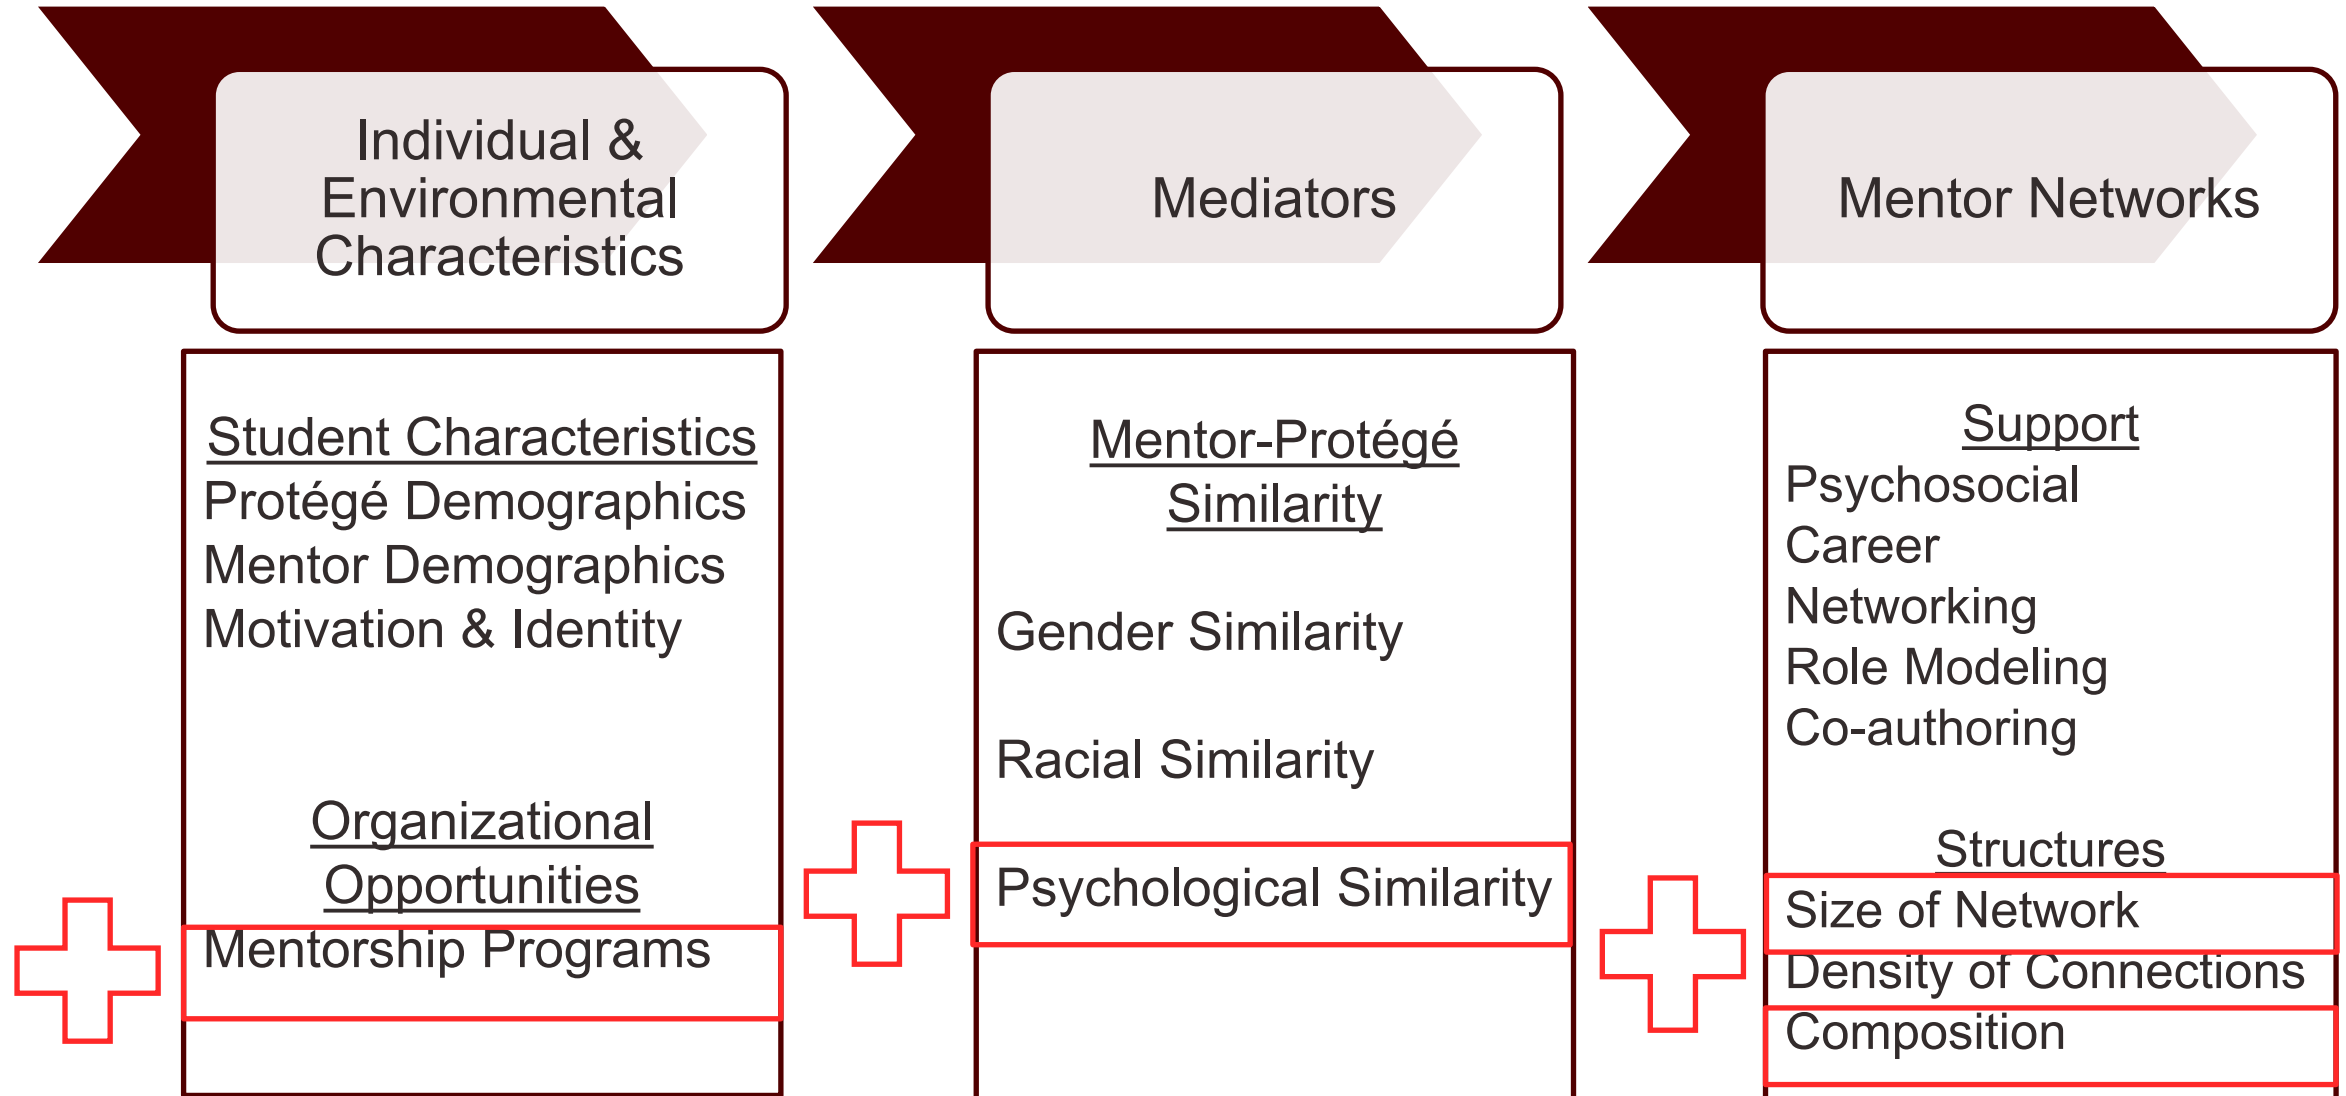 Individual &
Environmental
Characteristics
Mediators
Mentor Networks
Student Characteristics
Protégé Demographics
Mentor Demographics
Motivation & Identity
Organizational
Opportunities
Mentorship Programs
Mentor-Protégé
Similarity
Gender Similarity
Racial Similarity
Psychological Similarity
Support
Psychosocial
Career
Networking
Role Modeling
Co-authoring
Structures
Size of Network
Density of Connections
Composition